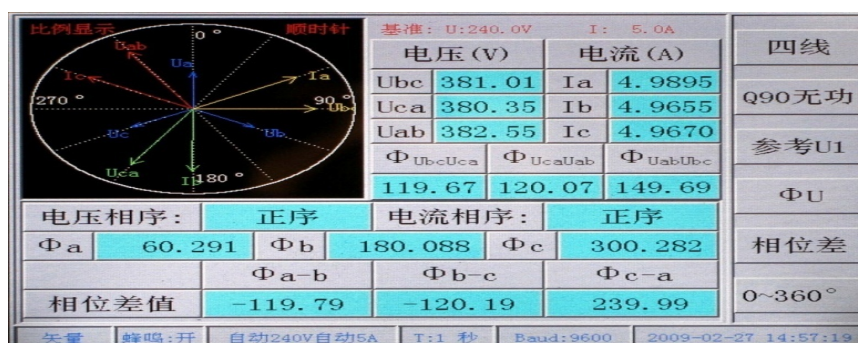 比例显示 0° 顺时针
Uab
Ua
Ic
Ia
270°
90°
Ub
Uc
Ub
Uca
Ib
180°
基准: U:240.0V I: 5.0A
电压(V) 电流(A)
Ubc 381.01 Ia 4.9895
Uca 380.35 Ib 4.9655
Uab 382.55 Ic 4.9670
ΦUbcUca ΦUcaUab ΦUabUbc
119.67 120.07 149.69
电压相序: 正序 电流相序: 正序
Φa 60.291 Φb 180.088 Φc 300.282
Φa-b Φb-c Φc-a
相位差值 -119.79 -120.19 239.99
矢量 蜂鸣:开 自动240V自动5A T:1 秒 Baud:9600 2009-02-27 14:57:19
四线
Q90无功
参考U1
ΦU
相位差
0~360°